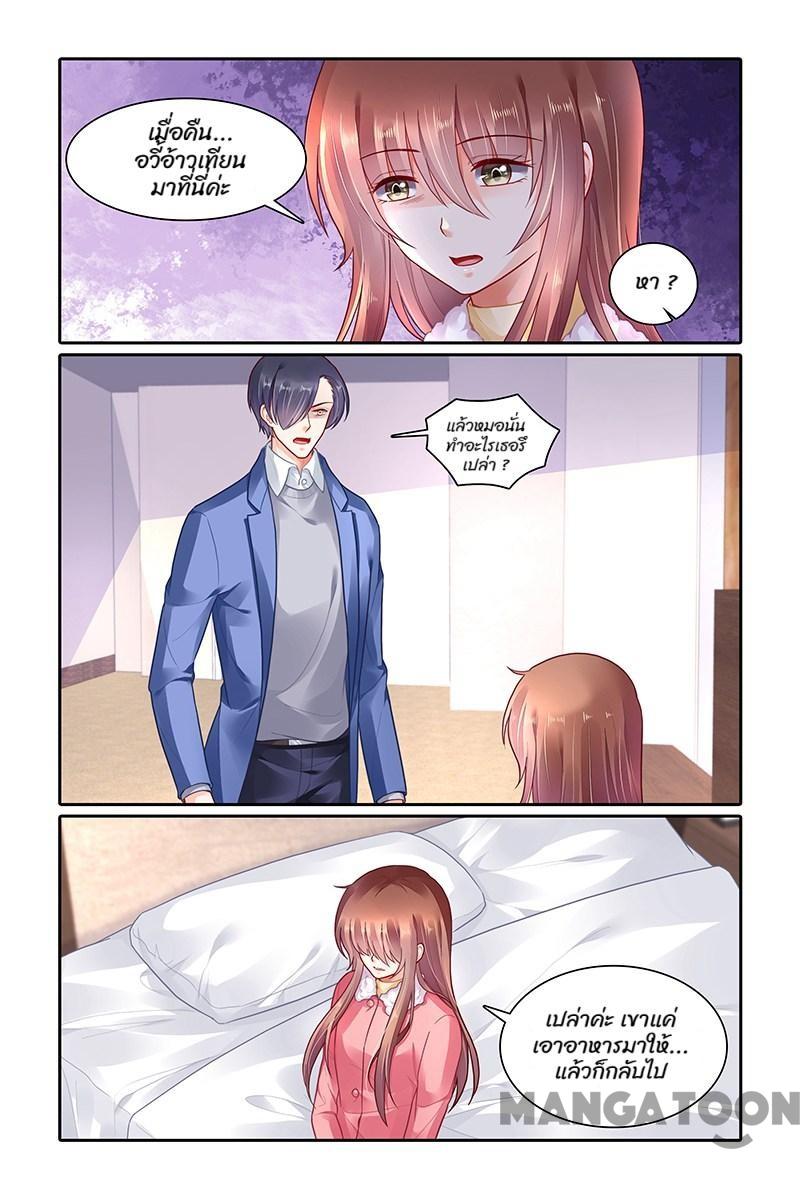 เมื่อคืน...
อวี้อ้าวเทียน
มาที่นี่ค่ะ
หา ?
แล้วหมอนั่น
ทำอะไรเธอรึ
เปล่า ?
เปล่าค่ะ เขาแค่
เอาอาหารมาให้...
แล้วก็กลับไป
MANGATOON